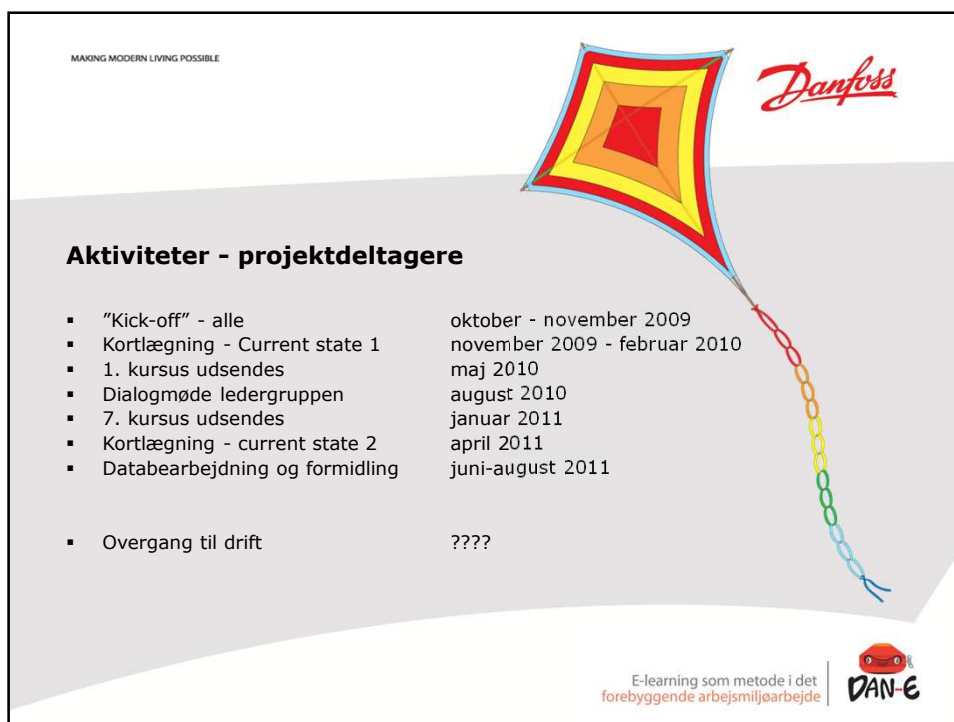 MAKING MODERN LIVING POSSIBLE
Danfoss
Aktiviteter - projektdeltagere
▪ ”Kick-off” - alle oktober - november 2009
▪ Kortlægning - Current state 1 november 2009 - februar 2010
▪ 1. kursus udsendes maj 2010
▪ Dialogmøde ledergruppen august 2010
▪ 7. kursus udsendes januar 2011
▪ Kortlægning - current state 2 april 2011
▪ Databearbejdning og formidling juni-august 2011
▪ Overgang til drift ????
E-learning som metode i det
forebyggende arbejsmiljøarbejde
DAN-E